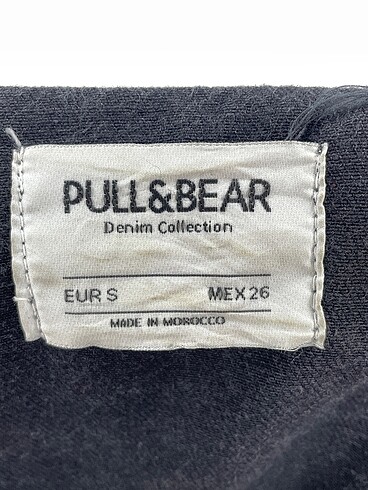 PULL&BEAR
Denim Collection
EUR S MEX 26
MADE IN MOROCCO